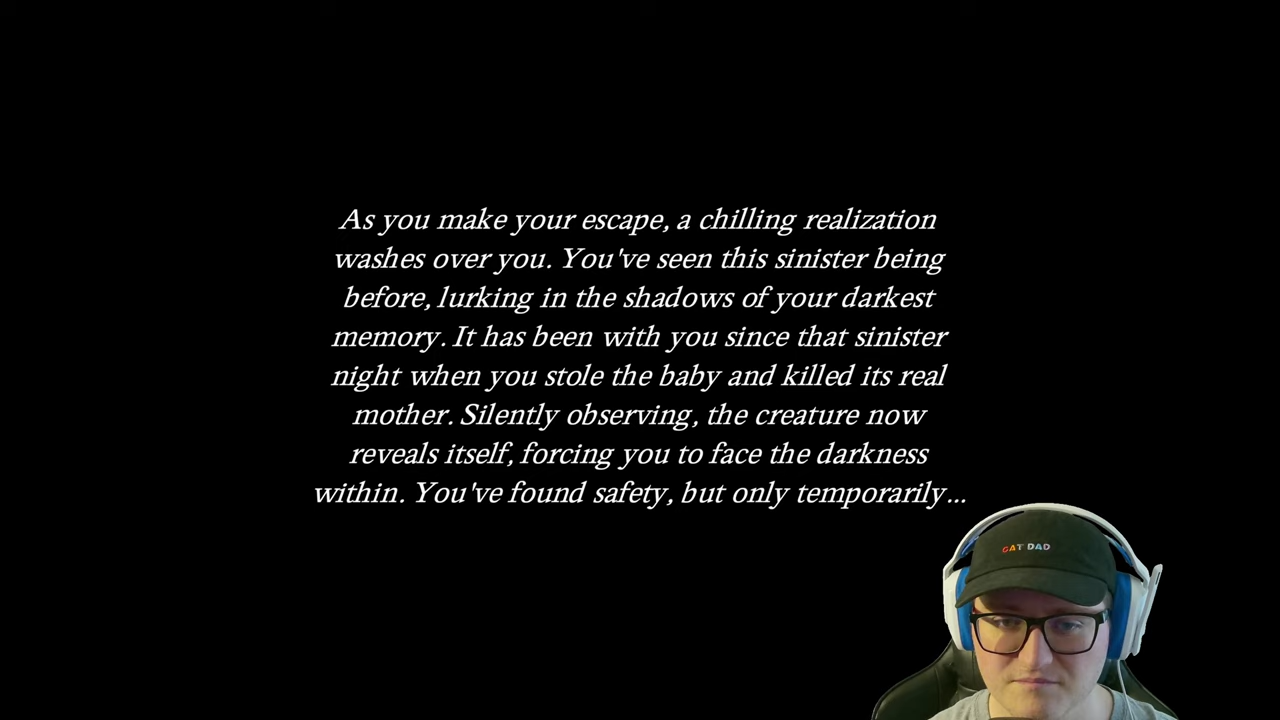 As you make your escape, a chilling realization
washes over you. You've seen this sinister being
before, lurking in the shadows of your darkest
memory. It has been with you since that sinister
night when you stole the baby and killed its real
mother. Silently observing, the creature now
reveals itself, forcing you to face the darkness
within. You've found safety, but only temporarily...
CAT DAD